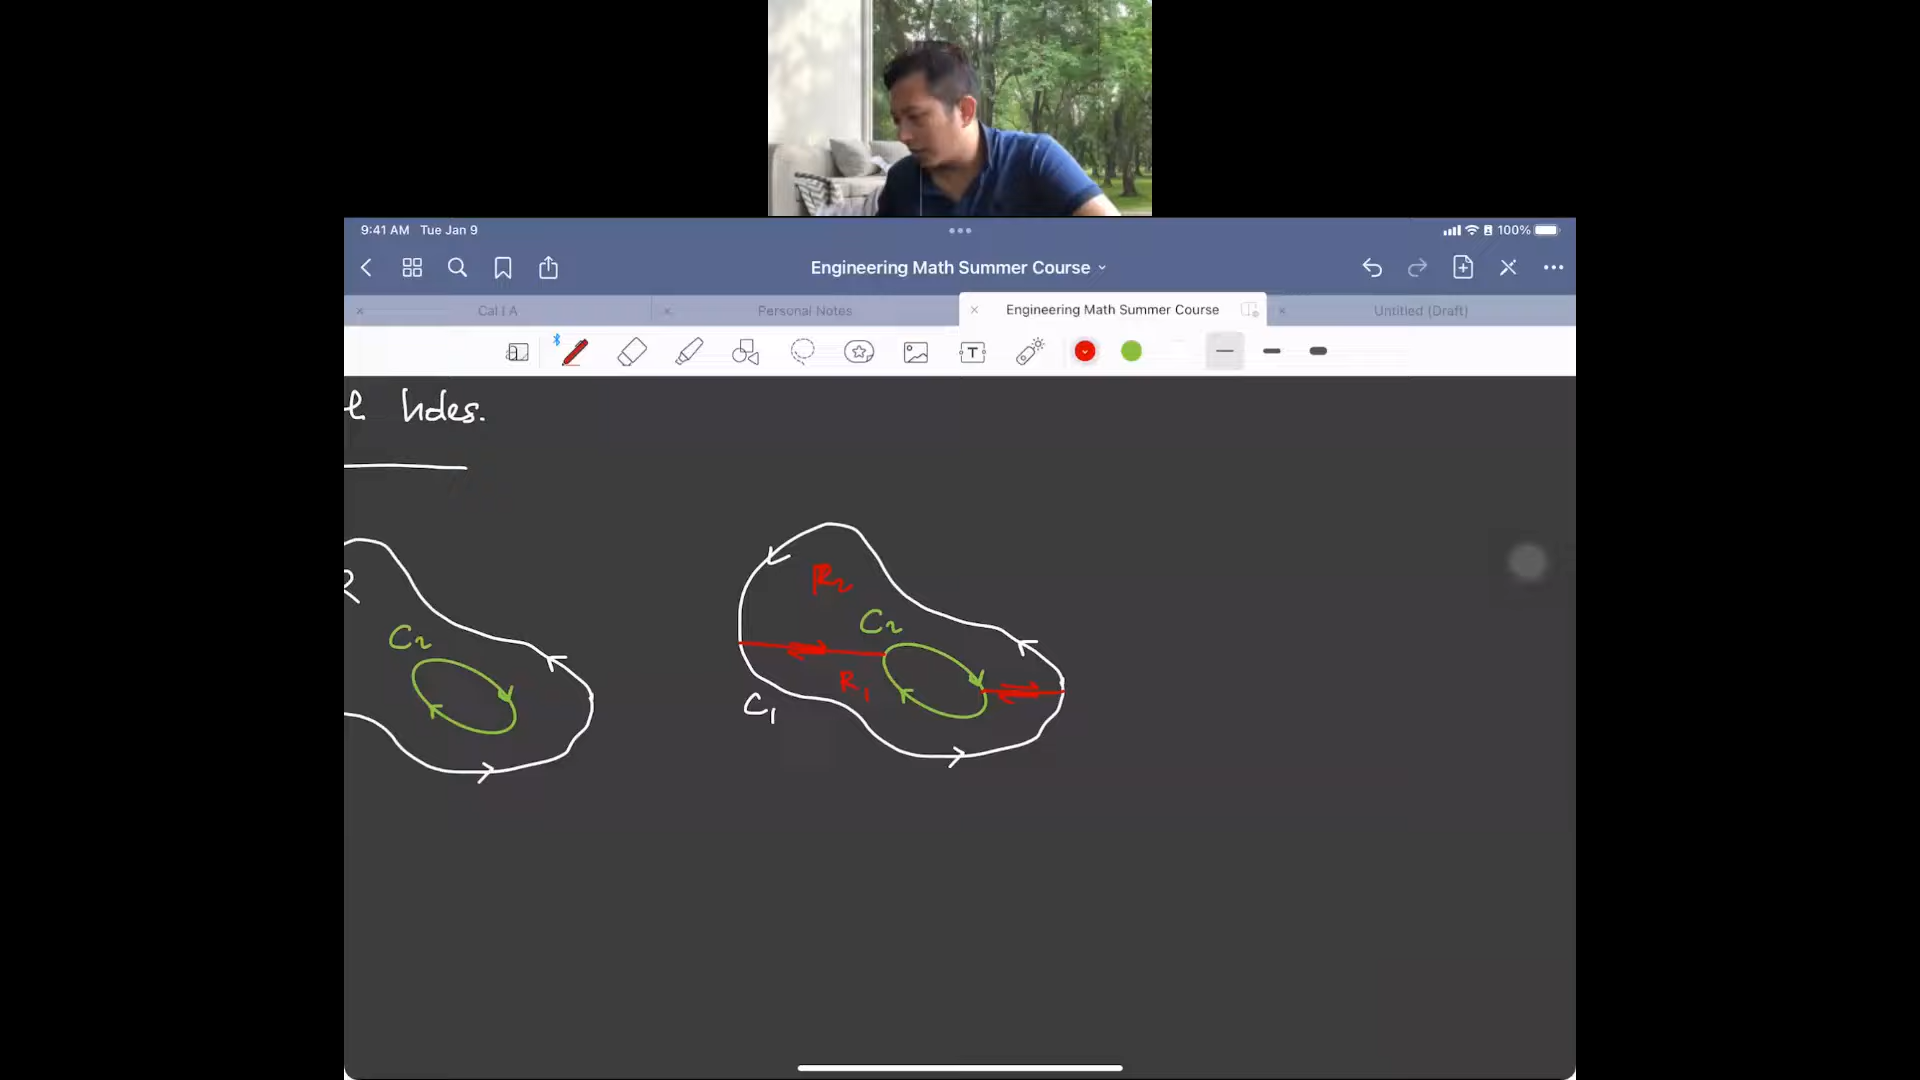 9:41 AM Tue Jan 9
100%
Engineering Math Summer Course
Cal I A
Personal Notes
Engineering Math Summer Course
Untitled (Draft)
T
holes.
R
C2
R2
C2
R1
C1